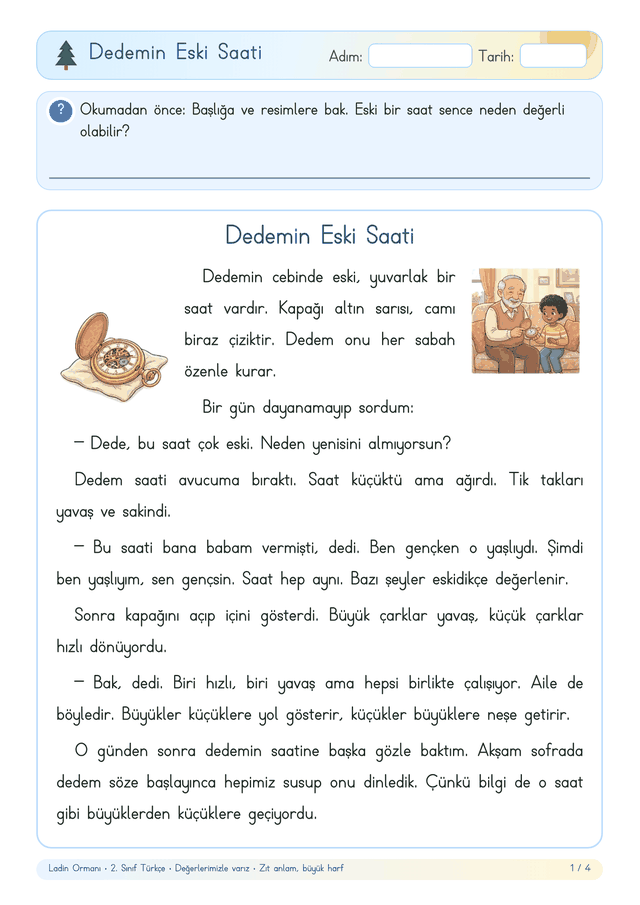 Dedemin Eski Saati
Adım:
Tarih:
? Okumadan önce: Başlığa ve resimlere bak. Eski bir saat sence neden değerli
olabilir?
Dedemin Eski Saati
Dedemin cebinde eski, yuvarlak bir
saat vardır. Kapağı altın sarısı, camı
biraz çiziktir. Dedem onu her sabah
özenle kurar.
Bir gün dayanamayıp sordum:
– Dede, bu saat çok eski. Neden yenisini almıyorsun?
Dedem saati avucuma bıraktı. Saat küçüktü ama ağırdı. Tik takları
yavaş ve sakindi.
– Bu saati bana babam vermişti, dedi. Ben gençken o yaşlıydı. Şimdi
ben yaşlıyım, sen gençsin. Saat hep aynı. Bazı şeyler eskidikçe değerlenir.
Sonra kapağını açıp içini gösterdi. Büyük çarklar yavaş, küçük çarklar
hızlı dönüyordu.
– Bak, dedi. Biri hızlı, biri yavaş ama hepsi birlikte çalışıyor. Aile de
böyledir. Büyükler küçüklere yol gösterir, küçükler büyüklere neşe getirir.
O günden sonra dedemin saatine başka gözle baktım. Akşam sofrada
dedem söze başlayınca hepimiz susup onu dinledik. Çünkü bilgi de o saat
gibi büyüklerden küçüklere geçiyordu.
Ladin Ormanı • 2. Sınıf Türkçe • Değerlerimizle varız • Zıt anlam, büyük harf
1 / 4